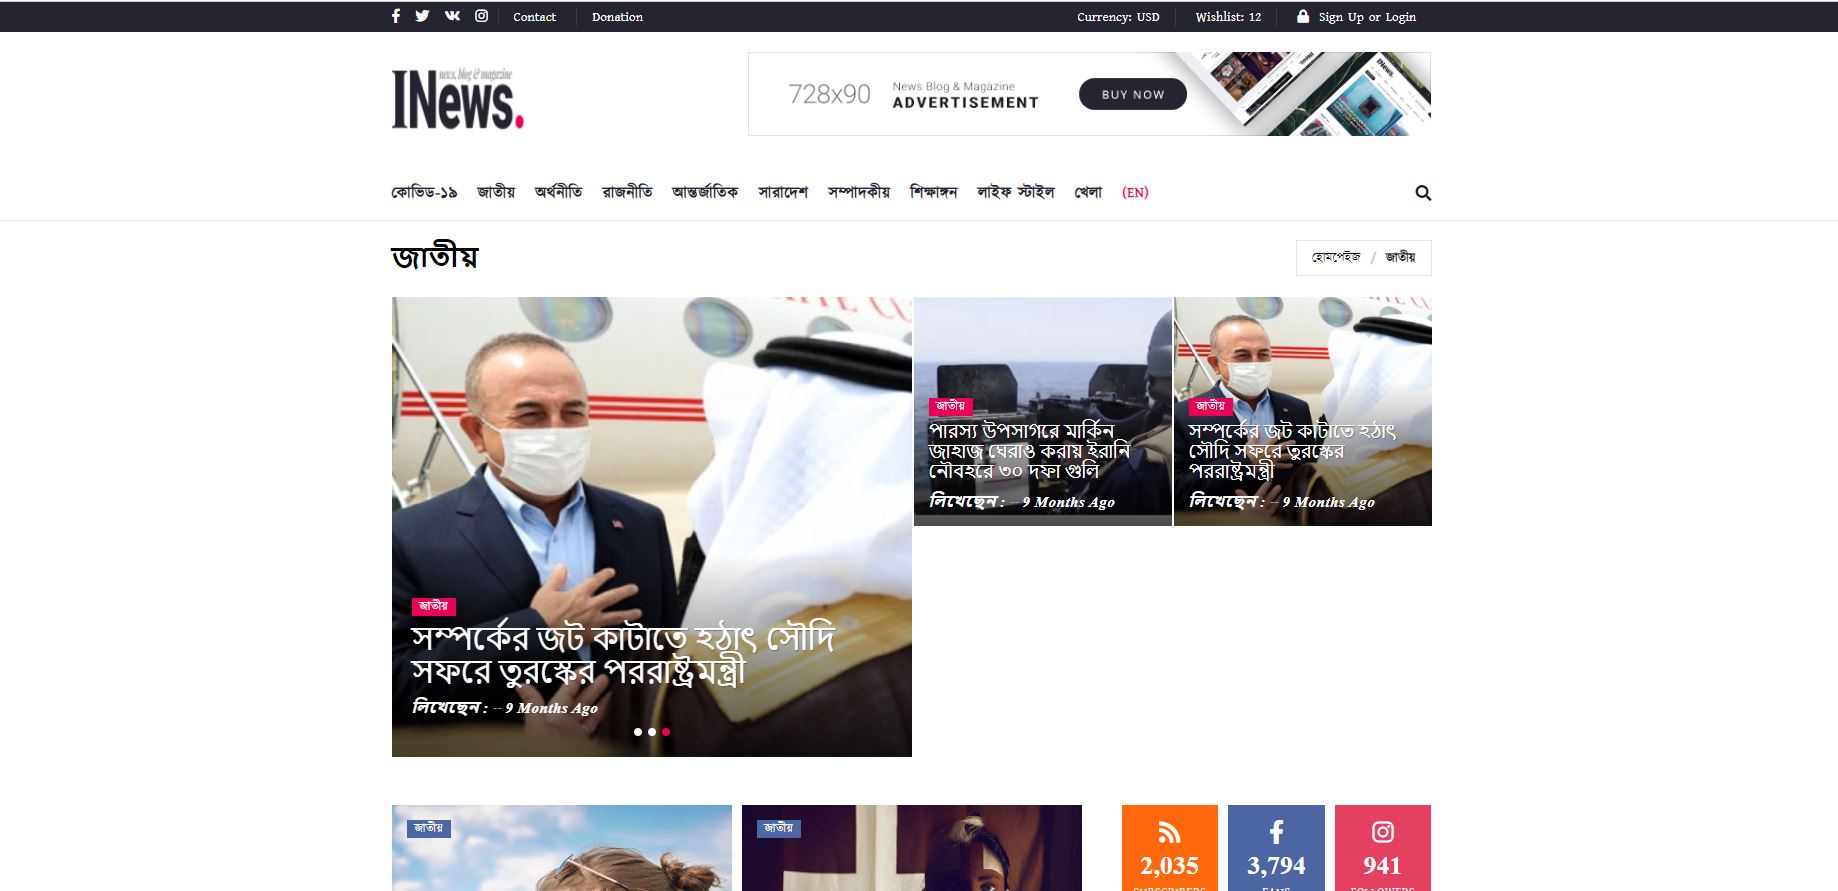 Contact
Donation
Currency: USD
Wishlist: 12
Sign Up or Login
news, blog & magazine
INews.
728x90
News Blog & Magazine
ADVERTISEMENT
BUY NOW
কোভিড-১৯ জাতীয় অর্থনীতি রাজনীতি আন্তর্জাতিক সারাদেশ সম্পাদকীয় শিক্ষাঙ্গন লাইফ স্টাইল খেলা (EN)
জাতীয়
হোমপেইজ / জাতীয়
জাতীয়
সম্পর্কের জট কাটাতে হঠাৎ সৌদি
সফরে তুরস্কের পররাষ্ট্রমন্ত্রী
লিখেছেন : -- 9 Months Ago
জাতীয়
পারস্য উপসাগরে মার্কিন
জাহাজ ঘেরাও করায় ইরানি
নৌবহরে ৩০ দফা গুলি
লিখেছেন : -- 9 Months Ago
জাতীয়
সম্পর্কের জট কাটাতে হঠাৎ
সৌদি সফরে তুরস্কের
পররাষ্ট্রমন্ত্রী
লিখেছেন : -- 9 Months Ago
জাতীয়
জাতীয়
2,035
SUBSCRIBERS
3,794
FANS
941
FOLLOWERS